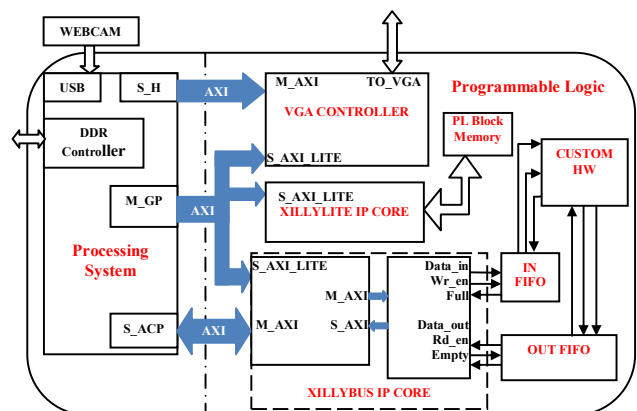 WEBCAM
USB
S_H
AXI
M_AXI
TO_VGA
VGA CONTROLLER
S_AXI_LITE
Programmable Logic
DDR
Controller
PL Block
Memory
CUSTOM
HW
M_GP
AXI
S_AXI_LITE
XILLYLITE IP CORE
Processing
System
S_AXI_LITE
M_AXI
M_AXI
S_AXI
Data_in
Wr_en
Full
Data_out
Rd_en
Empty
IN
FIFO
S_ACP
AXI
OUT FIFO
XILLYBUS IP CORE